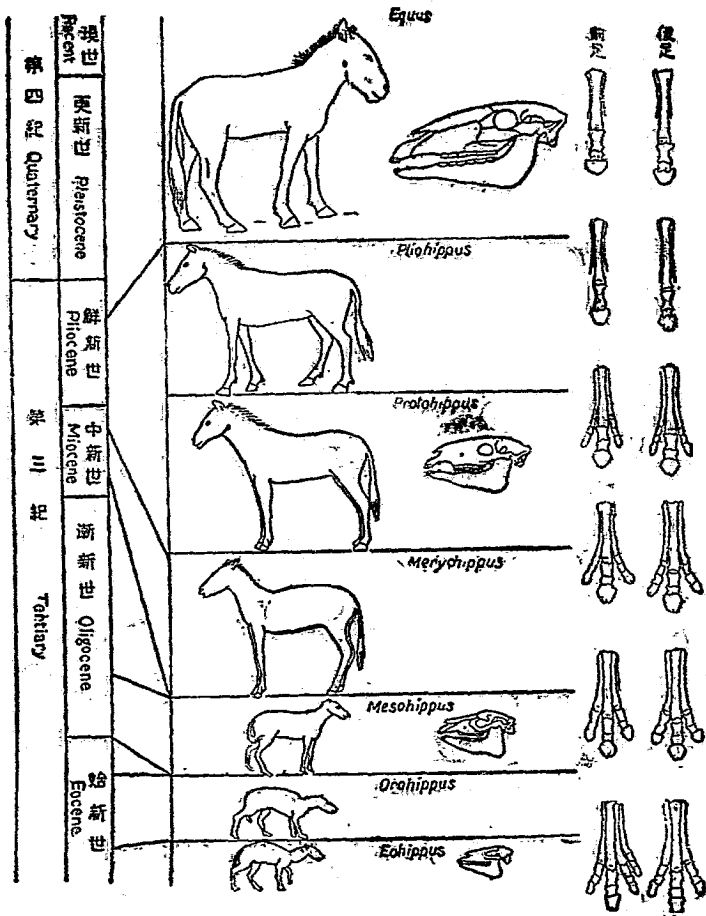 Equus
前足
後足
現世
Recent
第四紀 Quaternary
更新世 Pleistocene
Pliohippus
鮮新世
Pliocene
Protohippus
中新世
Miocene
第三紀 Tertiary
漸新世 Oligocene
Merychippus
Mesohippus
Orohippus
始新世
Eocene
Eohippus